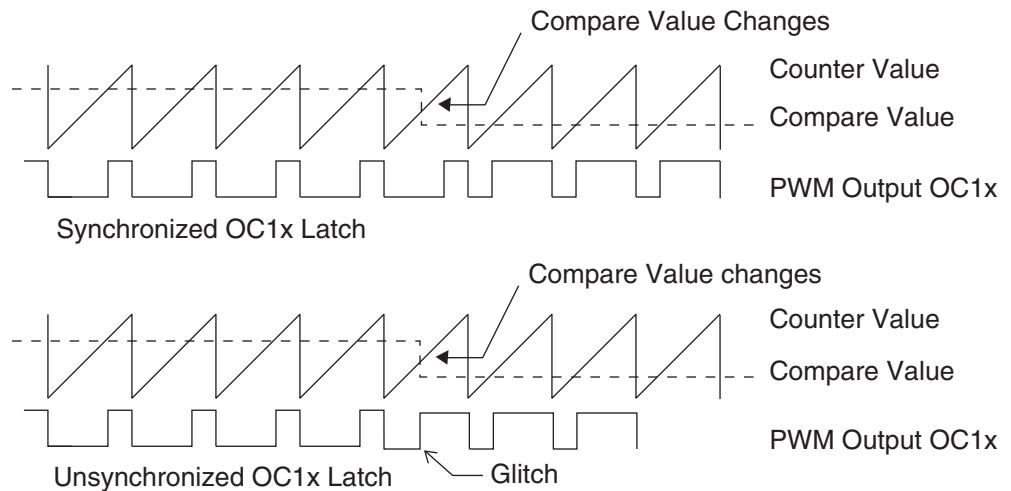 Compare Value Changes
Counter Value
Compare Value
PWM Output OC1x
Synchronized OC1x Latch
Compare Value changes
Counter Value
Compare Value
PWM Output OC1x
Unsynchronized OC1x Latch
Glitch